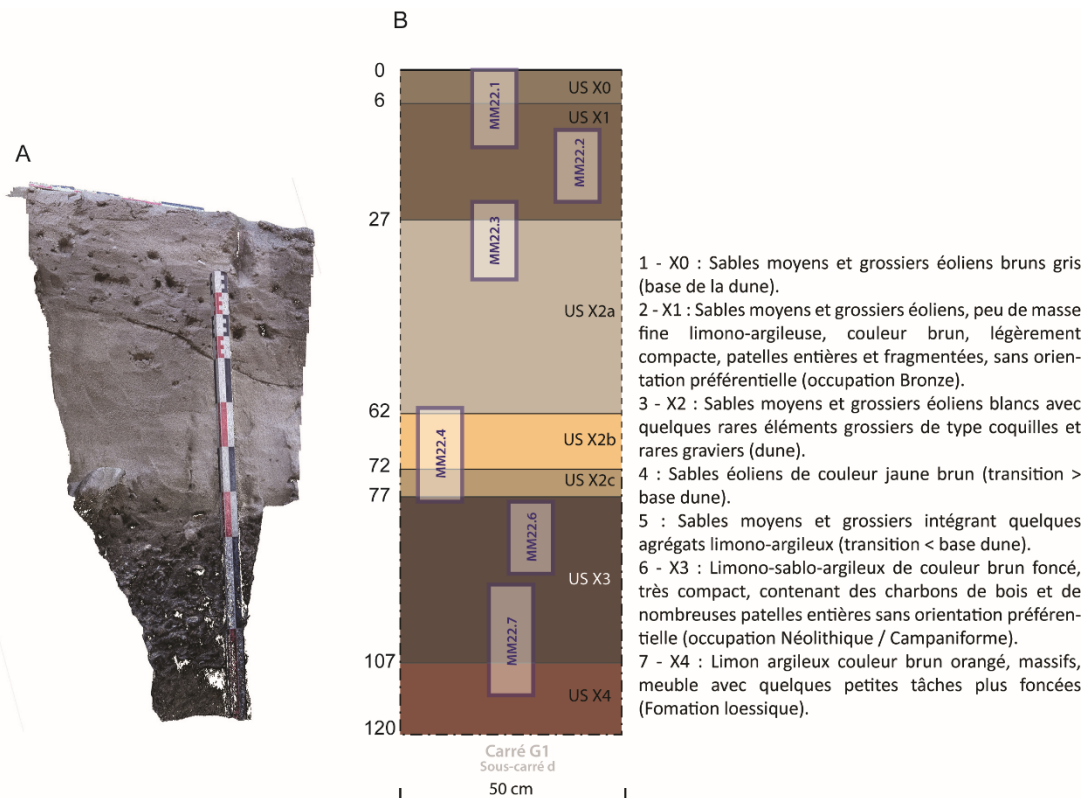 A
B
0
6
27
62
72
77
107
120
US X0
US X1
US X2a
US X2b
US X2c
US X3
US X4
MM22.1
MM22.2
MM22.3
MM22.4
MM22.6
MM22.7
Carré G1
Sous-carré d
50 cm
1 - X0 : Sables moyens et grossiers éoliens bruns gris
(base de la dune).
2 - X1 : Sables moyens et grossiers éoliens, peu de masse
fine limono-argileuse, couleur brun, légèrement
compacte, patelles entières et fragmentées, sans orien-
tation préférentielle (occupation Bronze).
3 - X2 : Sables moyens et grossiers éoliens blancs avec
quelques rares éléments grossiers de type coquilles et
rares graviers (dune).
4 : Sables éoliens de couleur jaune brun (transition >
base dune).
5 : Sables moyens et grossiers intégrant quelques
agrégats limono-argileux (transition < base dune).
6 - X3 : Limono-sablo-argileux de couleur brun foncé,
très compact, contenant des charbons de bois et de
nombreuses patelles entières sans orientation préféren-
tielle (occupation Néolithique / Campaniforme).
7 - X4 : Limon argileux couleur brun orangé, massifs,
meuble avec quelques petites tâches plus foncées
(Fomation loessique).